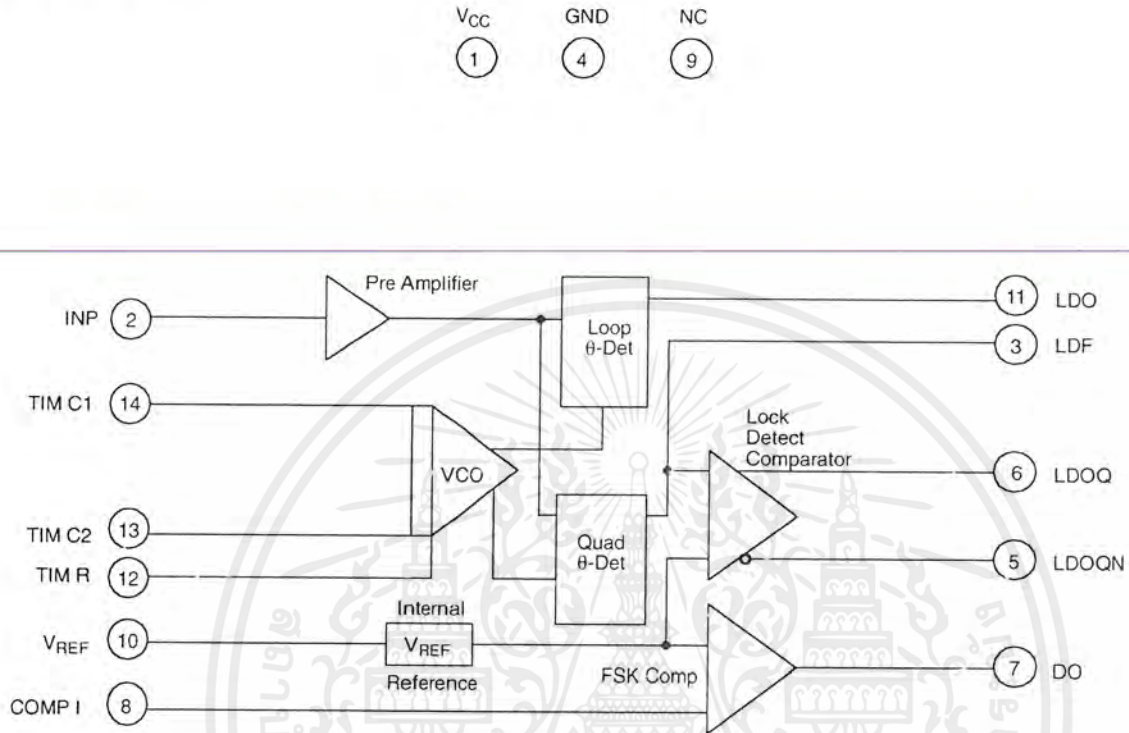 VCC GND NC
1 4 9
Pre Amplifier
INP 2
Loop
θ-Det
11 LDO
3 LDF
TIM C1 14
VCO
Lock
Detect
Comparator
6 LDOQ
TIM C2 13
TIM R 12
Quad
θ-Det
5 LDOQN
Internal
VREF 10
VREF
Reference
FSK Comp
7 DO
COMP I 8